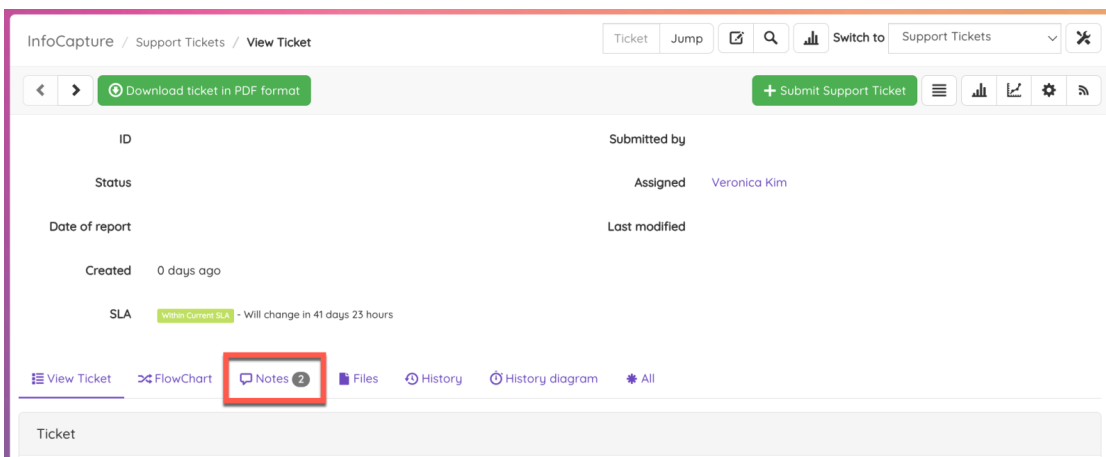 InfoCapture / Support Tickets / View Ticket Ticket Jump Switch to Support Tickets
Download ticket in PDF format + Submit Support Ticket
ID Submitted by
Status Assigned Veronica Kim
Date of report Last modified
Created 0 days ago
SLA Within Current SLA - Will change in 41 days 23 hours
View Ticket FlowChart Notes 2 Files History History diagram All
Ticket